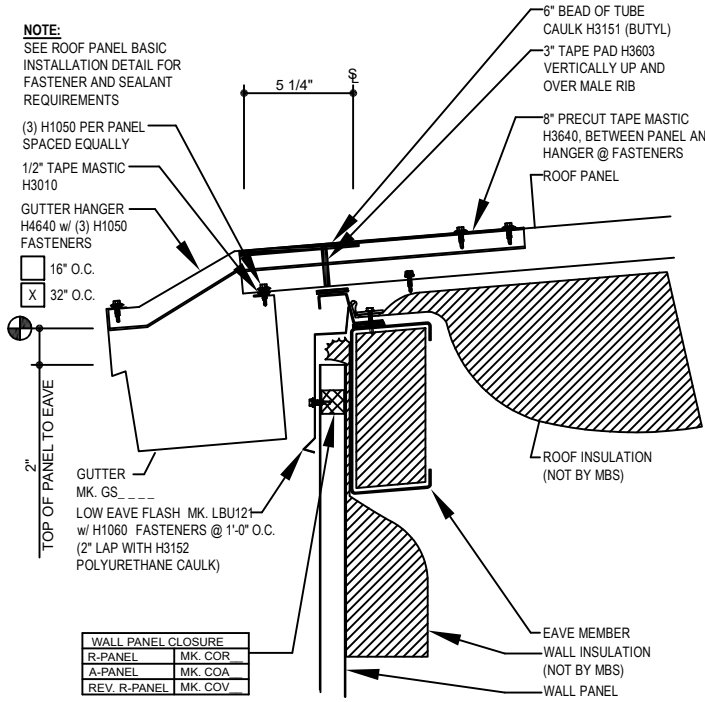 NOTE:
SEE ROOF PANEL BASIC
INSTALLATION DETAIL FOR
FASTENER AND SEALANT
REQUIREMENTS
(3) H1050 PER PANEL
SPACED EQUALLY
1/2" TAPE MASTIC
H3010
GUTTER HANGER
H4640 w/ (3) H1050
FASTENERS
16" O.C.
X 32" O.C.
2"
TOP OF PANEL TO EAVE
GUTTER
MK. GS_ _ _ _
LOW EAVE FLASH MK. LBU121
w/ H1060 FASTENERS @ 1'-0" O.C.
(2" LAP WITH H3152
POLYURETHANE CAULK)
WALL PANEL CLOSURE
R-PANEL MK. COR__
A-PANEL MK. COA__
REV. R-PANEL MK. COV__
5 1/4"
6" BEAD OF TUBE
CAULK H3151 (BUTYL)
3" TAPE PAD H3603
VERTICALLY UP AND
OVER MALE RIB
8" PRECUT TAPE MASTIC
H3640, BETWEEN PANEL AN
HANGER @ FASTENERS
ROOF PANEL
ROOF INSULATION
(NOT BY MBS)
EAVE MEMBER
WALL INSULATION
(NOT BY MBS)
WALL PANEL